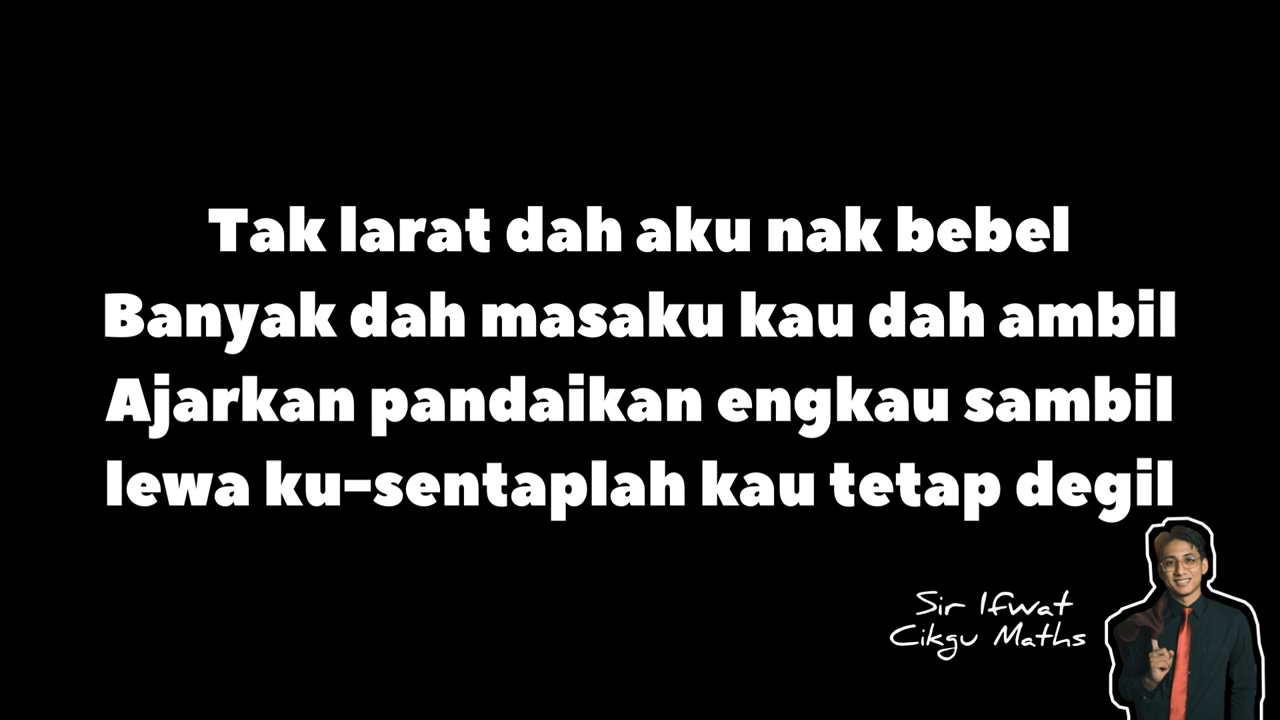 Tak larat dah aku nak bebel
Banyak dah masaku kau dah ambil
Ajarkan pandaikan engkau sambil
lewa ku-sentaplah kau tetap degil
Sir Ifwat
Cikgu Maths